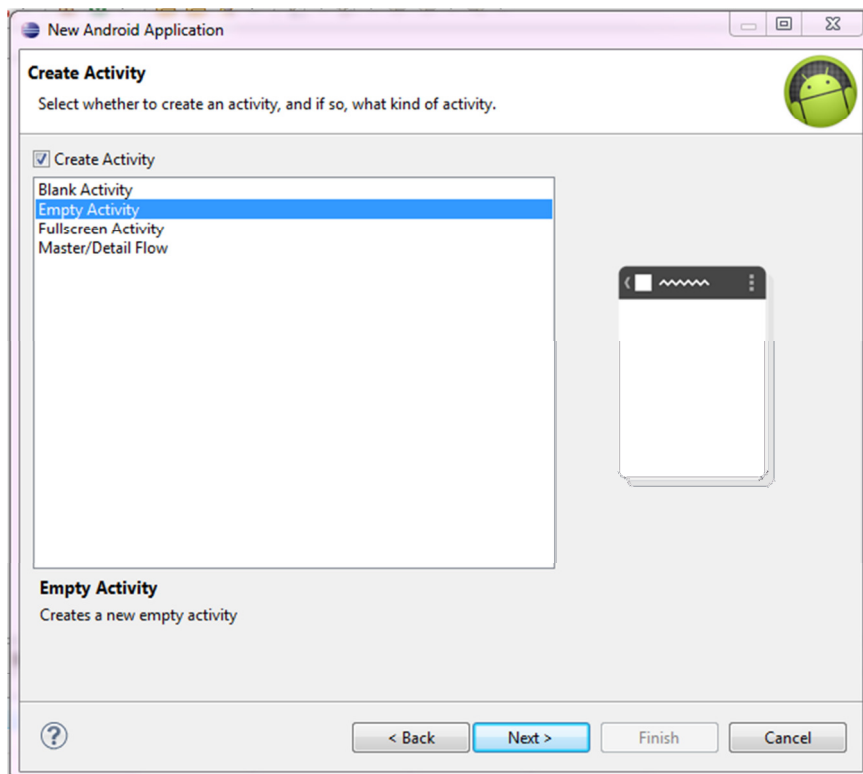 New Android Application
Create Activity
Select whether to create an activity, and if so, what kind of activity.
Create Activity
Blank Activity
Empty Activity
Fullscreen Activity
Master/Detail Flow
Empty Activity
Creates a new empty activity
?
< Back
Next >
Finish
Cancel